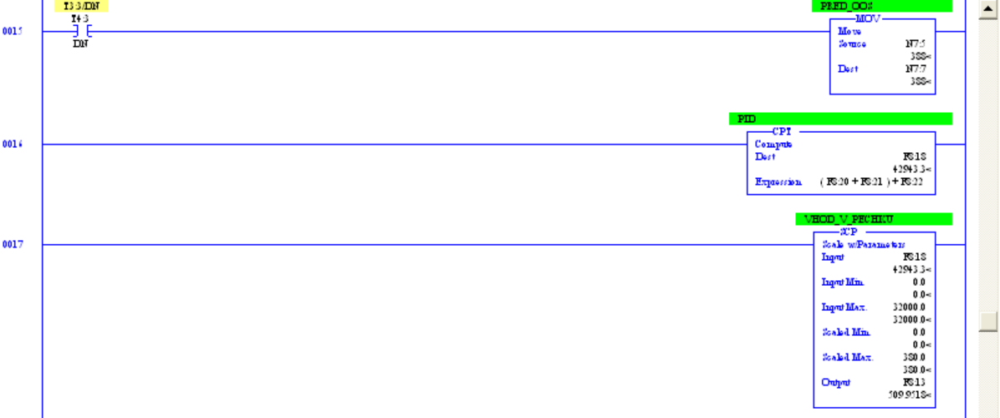 T3:3/DN
T4:3
DN
0015
PRED_OOS
MOV
Move
Source N7:5
388<
Dest N7:7
388<
PID
0016
CPT
Compute
Dest F8:18
42943.3<
Expression ( F8:20 + F8:21 ) + F8:22
VHOD_V_PECHKU
0017
SCP
Scale w/Parameters
Input F8:18
42943.3<
Input Min. 0.0
0.0<
Input Max. 32000.0
32000.0<
Scaled Min. 0.0
0.0<
Scaled Max. 380.0
380.0<
Output F8:13
509.9518<